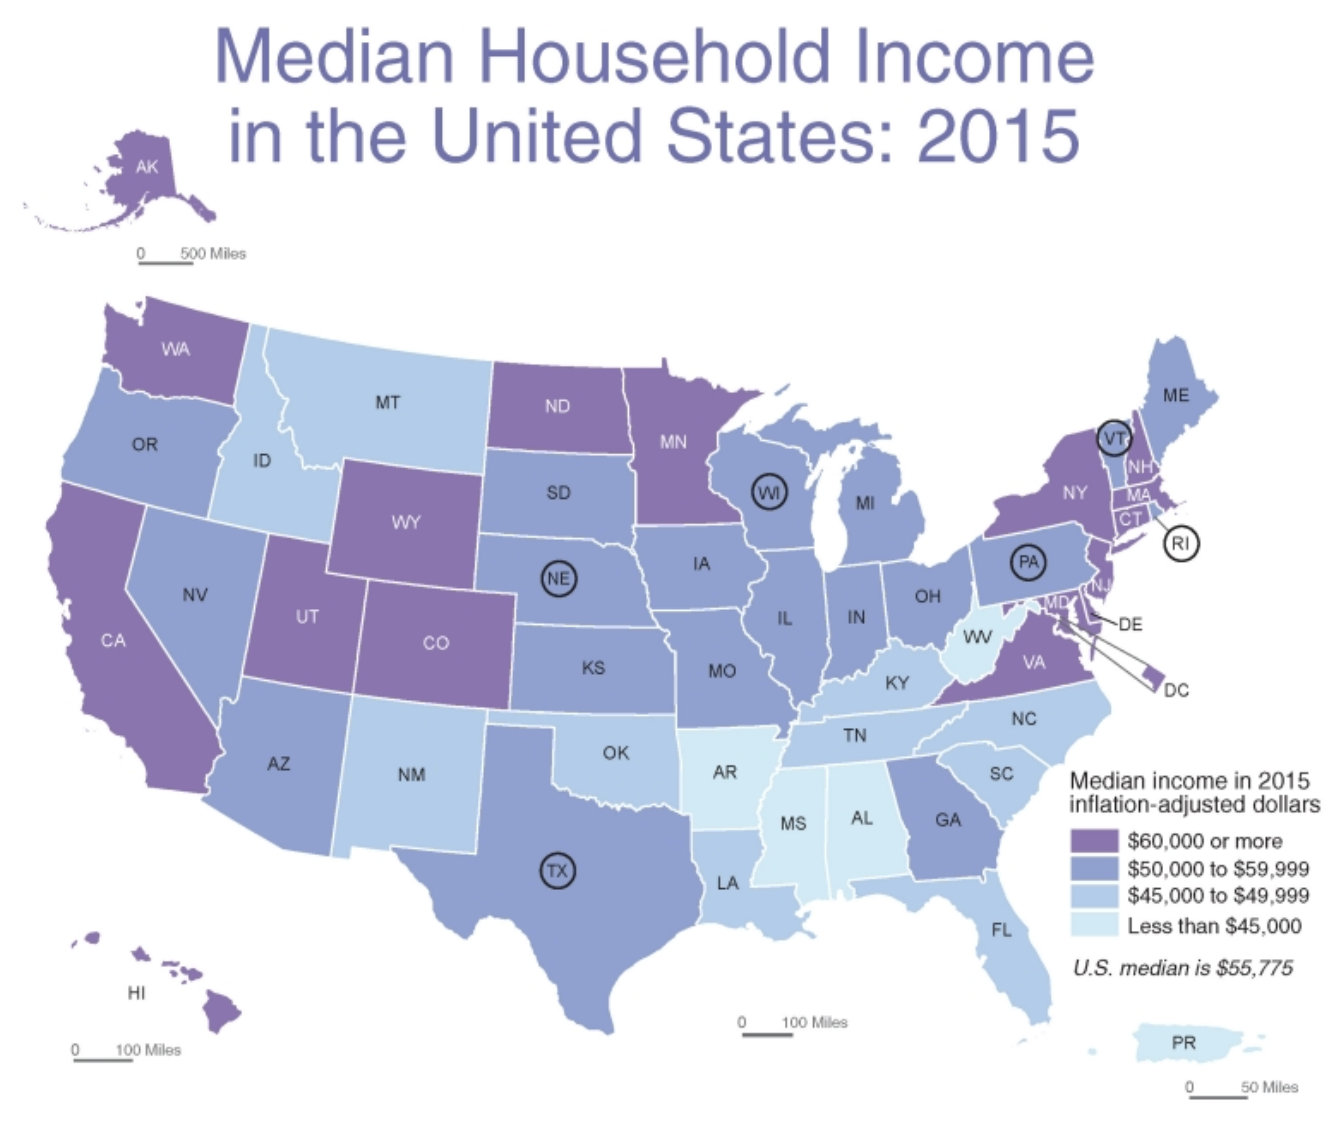 Median Household Income
in the United States: 2015
AK
0 500 Miles
WA
MT
ND
MN
ME
OR
ID
SD
WI
MI
VT
NH
NY
MA
CT
RI
WY
NE
IA
PA
NJ
NV
UT
CO
IL
IN
OH
MD
DE
CA
KS
MO
WV
VA
DC
KY
NC
AZ
NM
OK
TN
AR
SC
MS
AL
GA
TX
LA
FL
Median income in 2015
inflation-adjusted dollars
$60,000 or more
$50,000 to $59,999
$45,000 to $49,999
Less than $45,000
U.S. median is $55,775
HI
0 100 Miles
0 100 Miles
PR
0 50 Miles